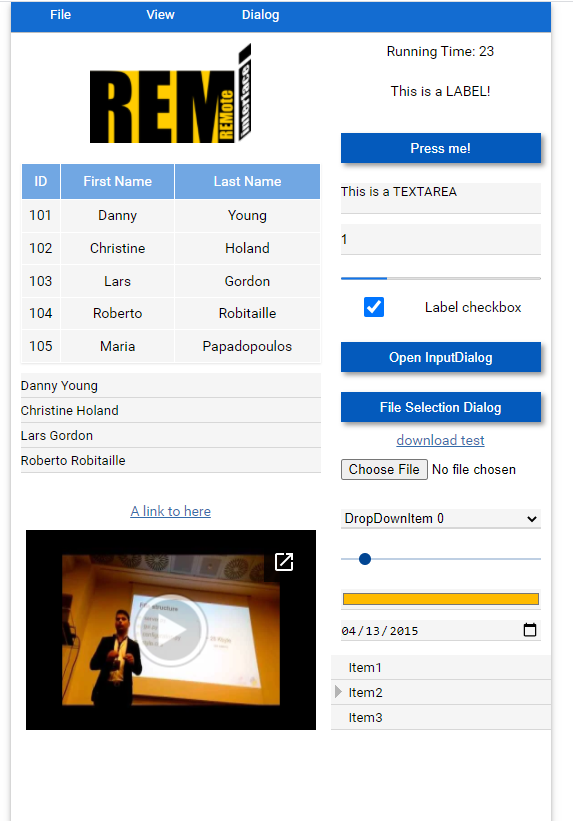 File View Dialog
REMi
REMote
interface
ID First Name Last Name
101 Danny Young
102 Christine Holand
103 Lars Gordon
104 Roberto Robitaille
105 Maria Papadopoulos
Danny Young
Christine Holand
Lars Gordon
Roberto Robitaille
A link to here
Running Time: 23
This is a LABEL!
Press me!
This is a TEXTAREA
1
Label checkbox
Open InputDialog
File Selection Dialog
download test
Choose File No file chosen
DropDownItem 0
04/13/2015
Item1
Item2
Item3